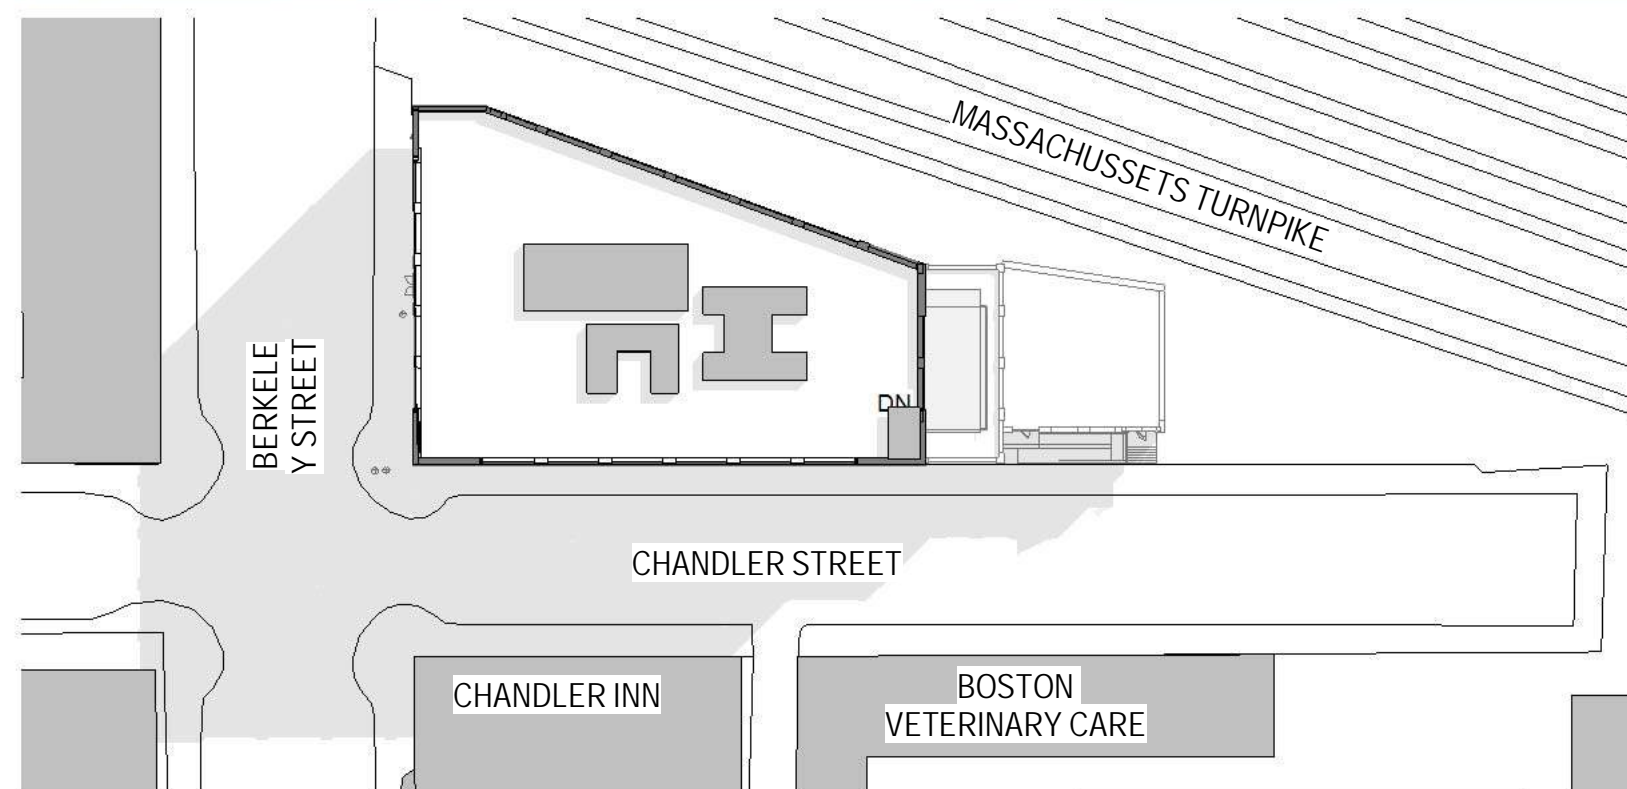 MASSACHUSSETS TURNPIKE
BERKELE
Y STREET
DN
CHANDLER STREET
CHANDLER INN
BOSTON
VETERINARY CARE